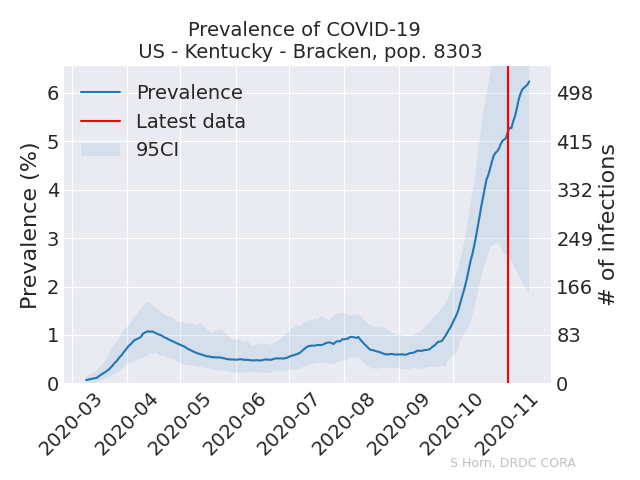 Prevalence of COVID-19
US - Kentucky - Bracken, pop. 8303
Prevalence
Latest data
95CI
Prevalence (%)
6
5
4
3
2
1
0
498
415
332
249
166
83
0
# of infections
2020-03
2020-04
2020-05
2020-06
2020-07
2020-08
2020-09
2020-10
2020-11
S Horn, DRDC CORA